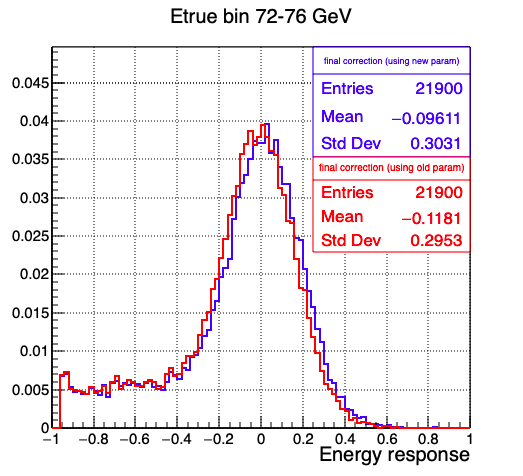 Etrue bin 72-76 GeV
final correction (using new param)
Entries 21900
Mean −0.09611
Std Dev 0.3031
final correction (using old param)
Entries 21900
Mean −0.1181
Std Dev 0.2953
0.045
0.04
0.035
0.03
0.025
0.02
0.015
0.01
0.005
0
−1 −0.8 −0.6 −0.4 −0.2 0 0.2 0.4 0.6 0.8 1
Energy response